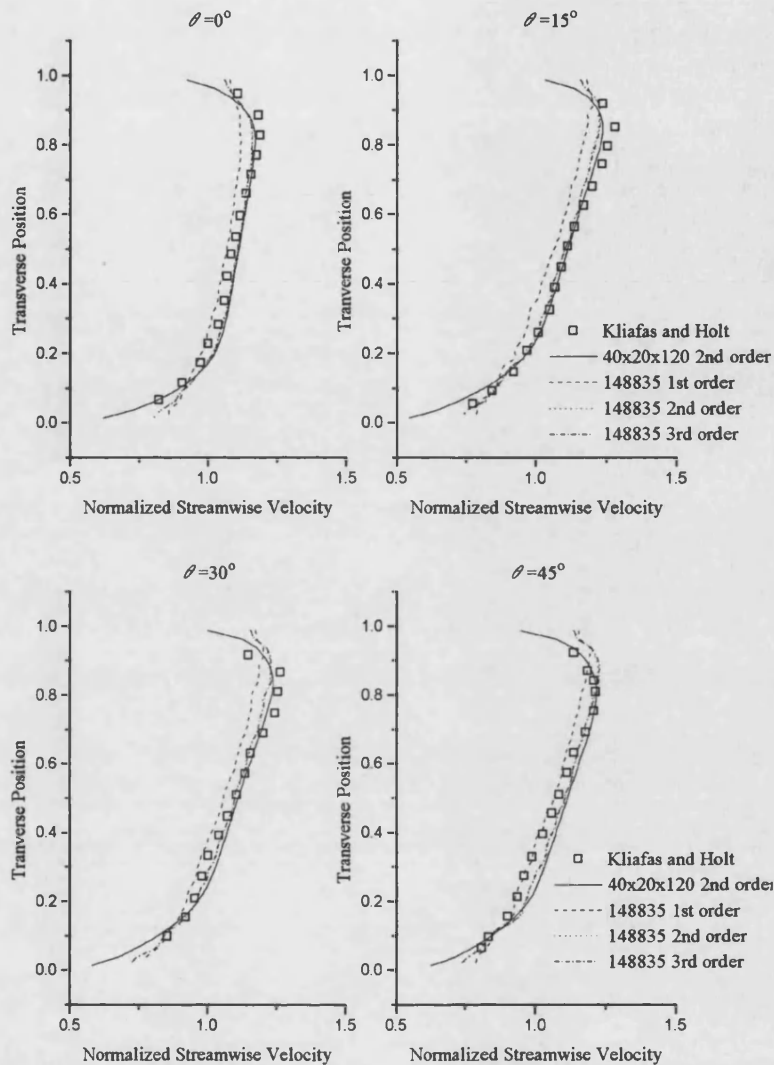 θ=0°
θ=15°
1.0
0.8
0.6
0.4
0.2
0.0
Transverse Position
0.5
1.0
1.5
Normalized Streamwise Velocity
1.0
0.8
0.6
0.4
0.2
0.0
Transverse Position
Kliafas and Holt
40x20x120 2nd order
148835 1st order
148835 2nd order
148835 3rd order
0.5
1.0
1.5
Normalized Streamwise Velocity
θ=30°
θ=45°
1.0
0.8
0.6
0.4
0.2
0.0
Tranverse Position
0.5
1.0
1.5
Normalized Streamwise Velocity
1.0
0.8
0.6
0.4
0.2
0.0
Tranverse Position
Kliafas and Holt
40x20x120 2nd order
148835 1st order
148835 2nd order
148835 3rd order
0.5
1.0
1.5
Normalized Streamwise Velocity